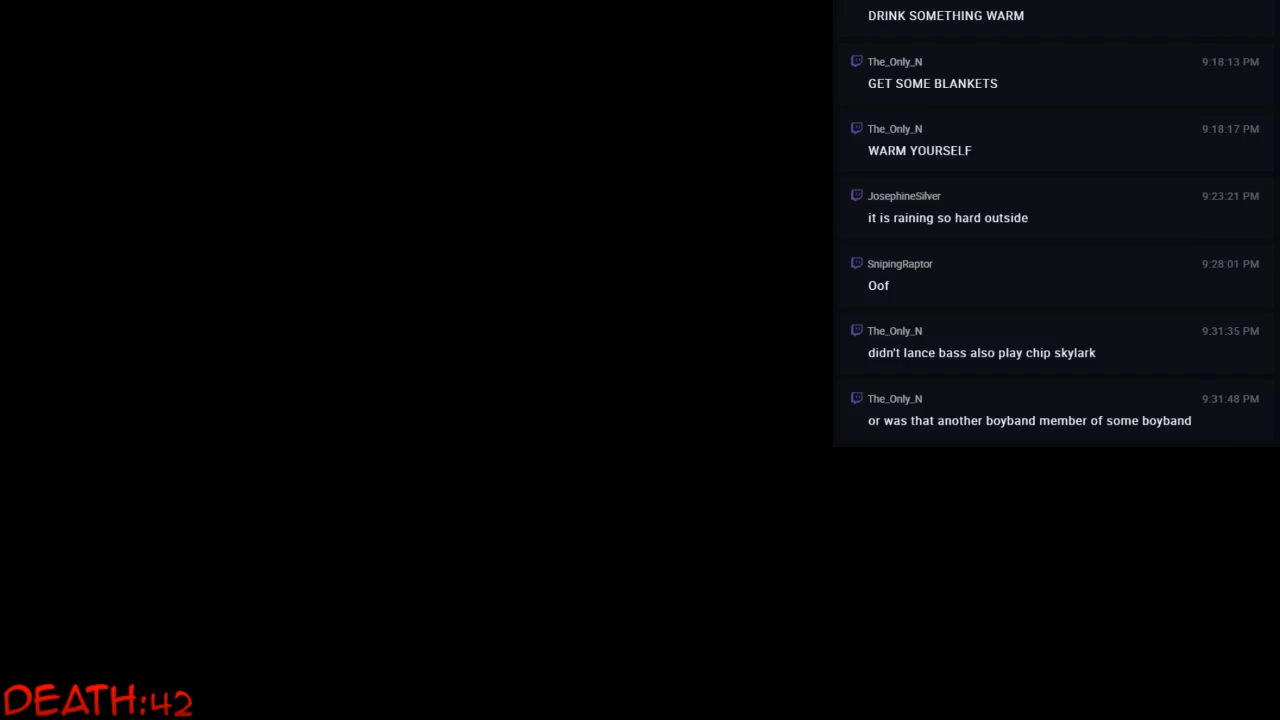 DRINK SOMETHING WARM
The_Only_N 9:18:13 PM
GET SOME BLANKETS
The_Only_N 9:18:17 PM
WARM YOURSELF
JosephineSilver 9:23:21 PM
it is raining so hard outside
SnipingRaptor 9:28:01 PM
Oof
The_Only_N 9:31:35 PM
didn't lance bass also play chip skylark
The_Only_N 9:31:48 PM
or was that another boyband member of some boyband
DEATH:42